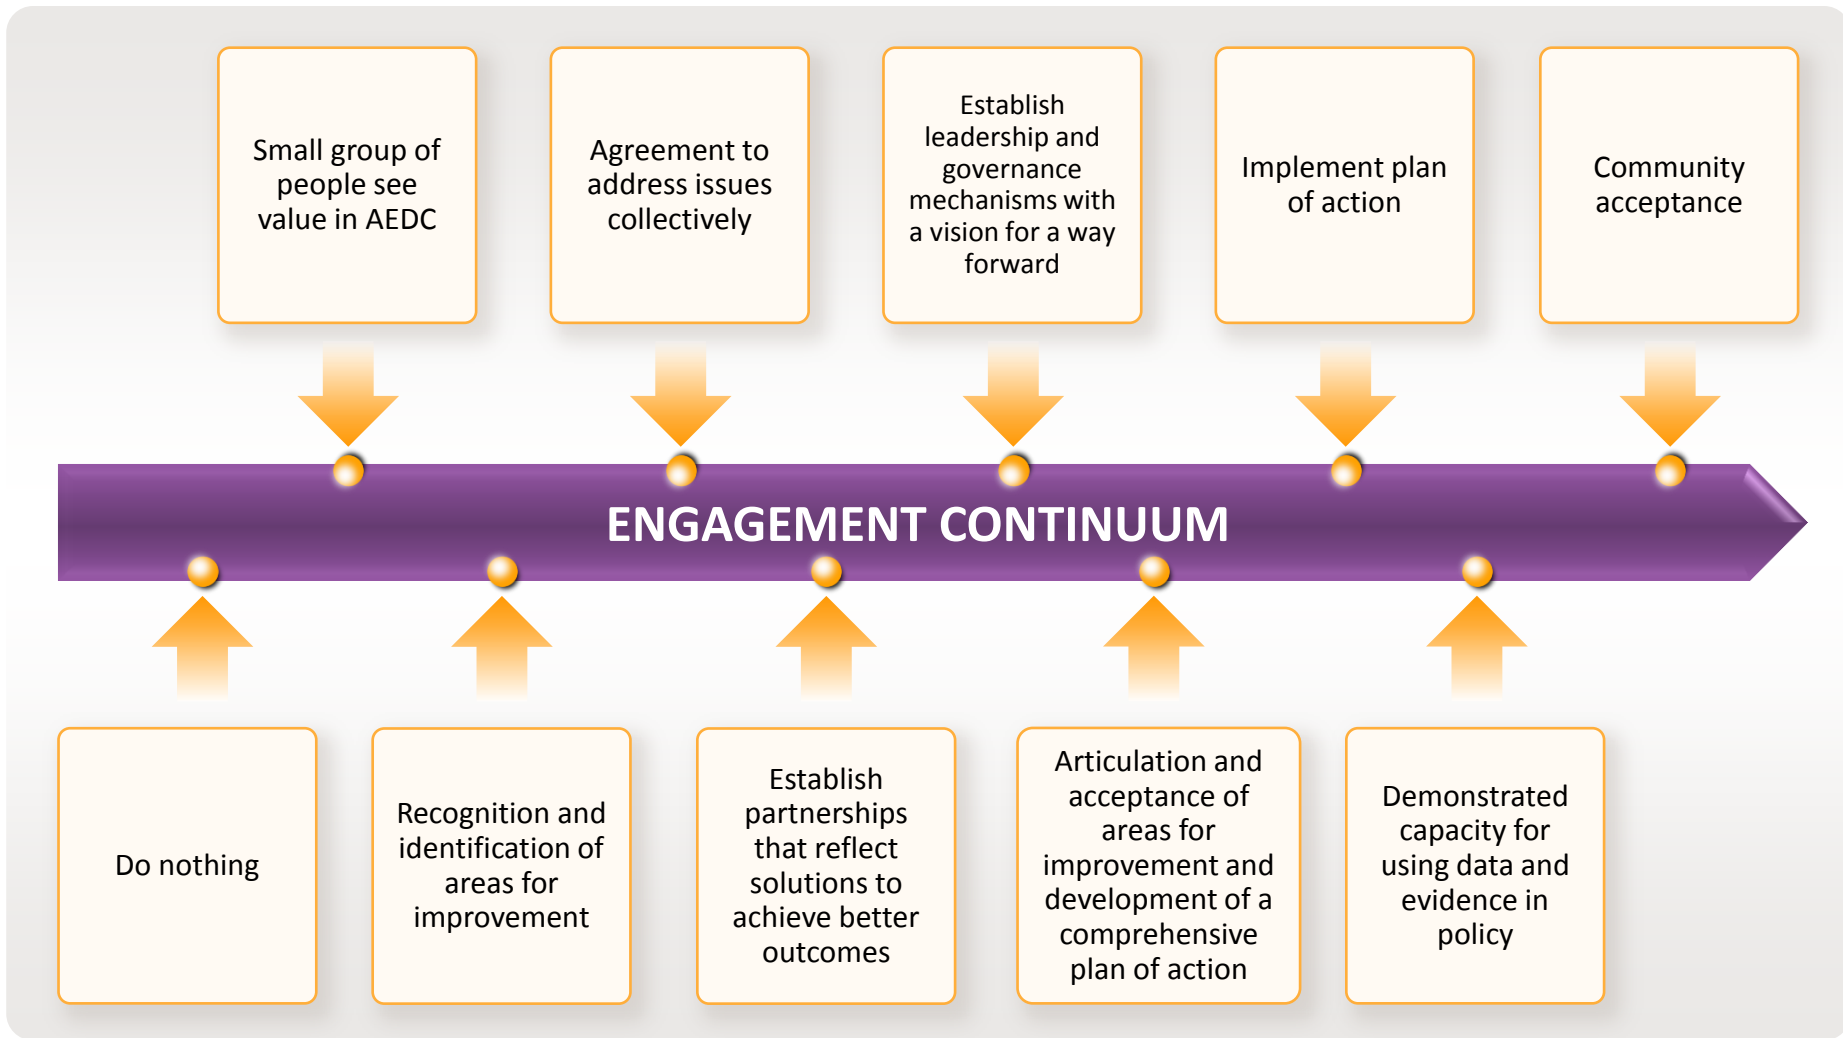 Small group of
people see
value in AEDC
Agreement to
address issues
collectively
Establish
leadership and
governance
mechanisms with
a vision for a way
forward
Implement plan
of action
Community
acceptance
ENGAGEMENT CONTINUUM
Do nothing
Recognition and
identification of
areas for
improvement
Establish
partnerships
that reflect
solutions to
achieve better
outcomes
Articulation and
acceptance of
areas for
improvement and
development of a
comprehensive
plan of action
Demonstrated
capacity for
using data and
evidence in
policy